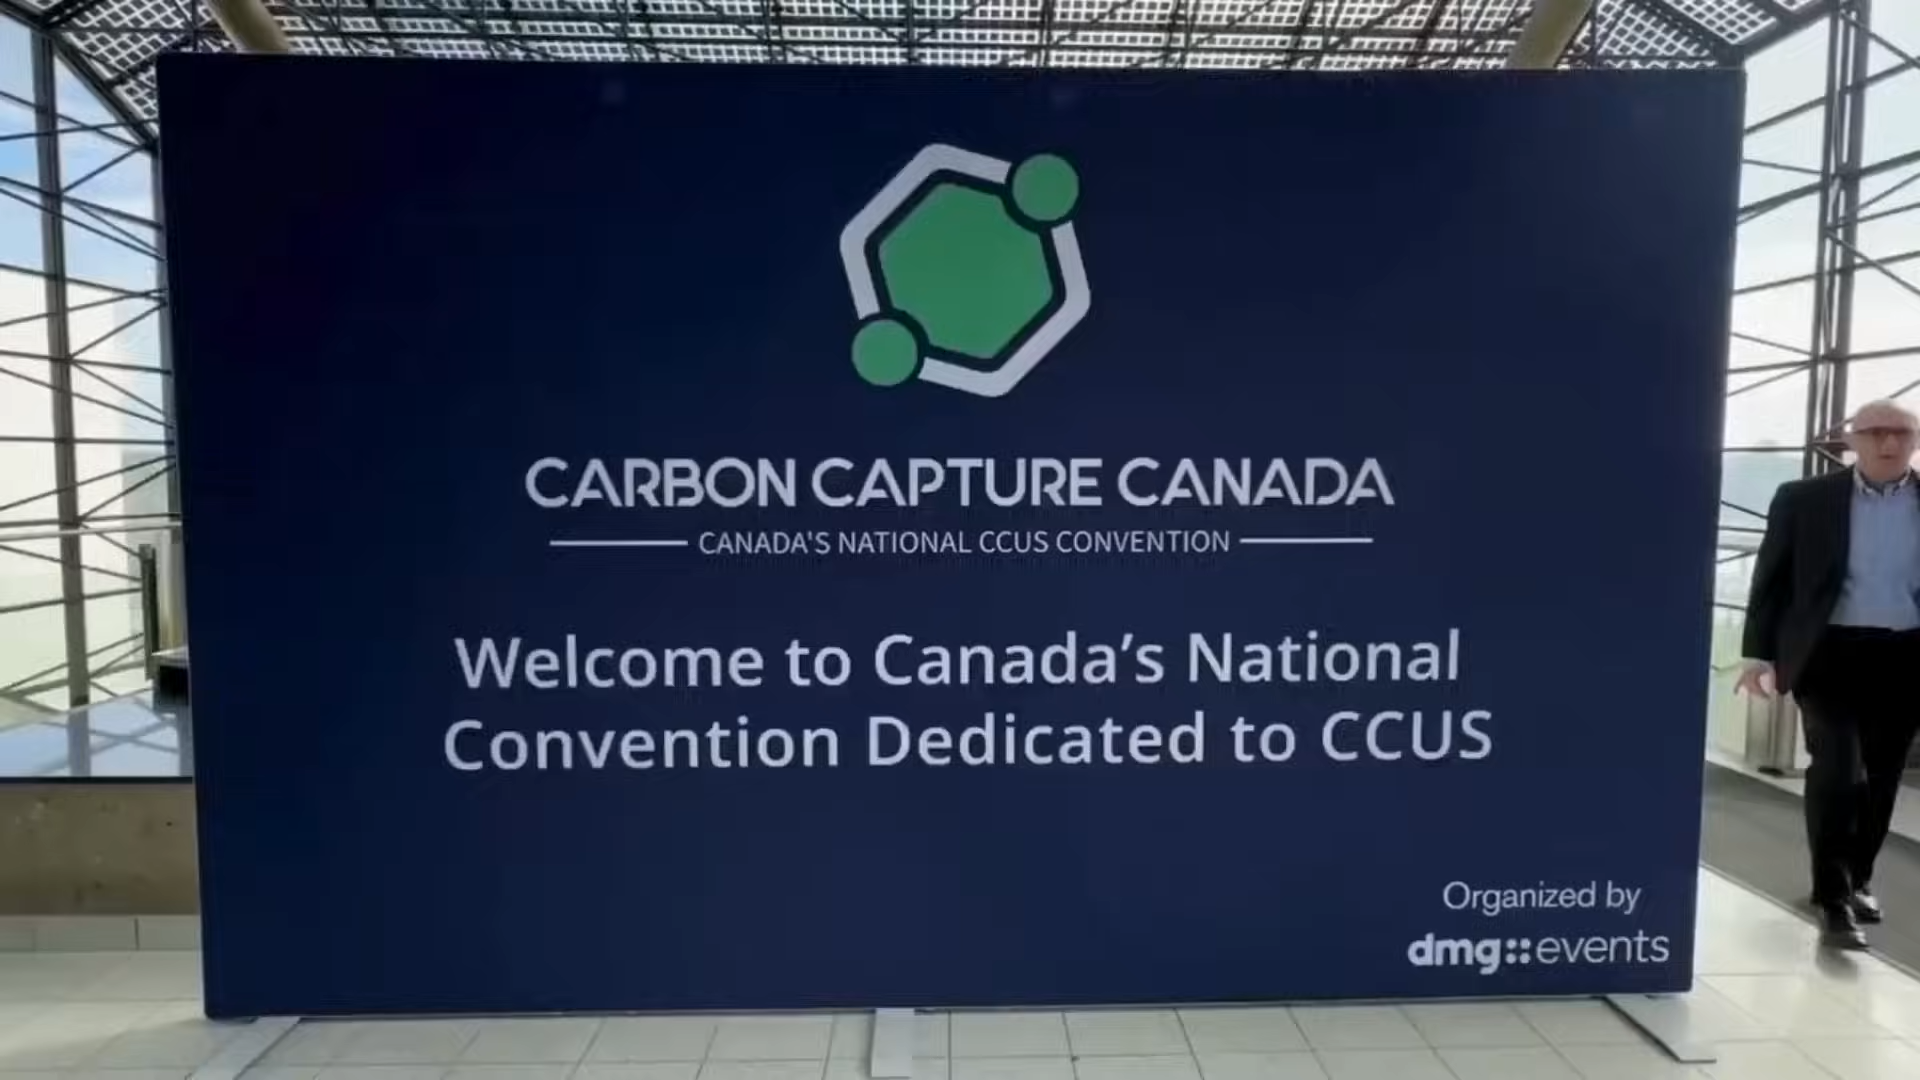 CARBON CAPTURE CANADA
CANADA'S NATIONAL CCUS CONVENTION
Welcome to Canada’s National
Convention Dedicated to CCUS
Organized by
dmg::events